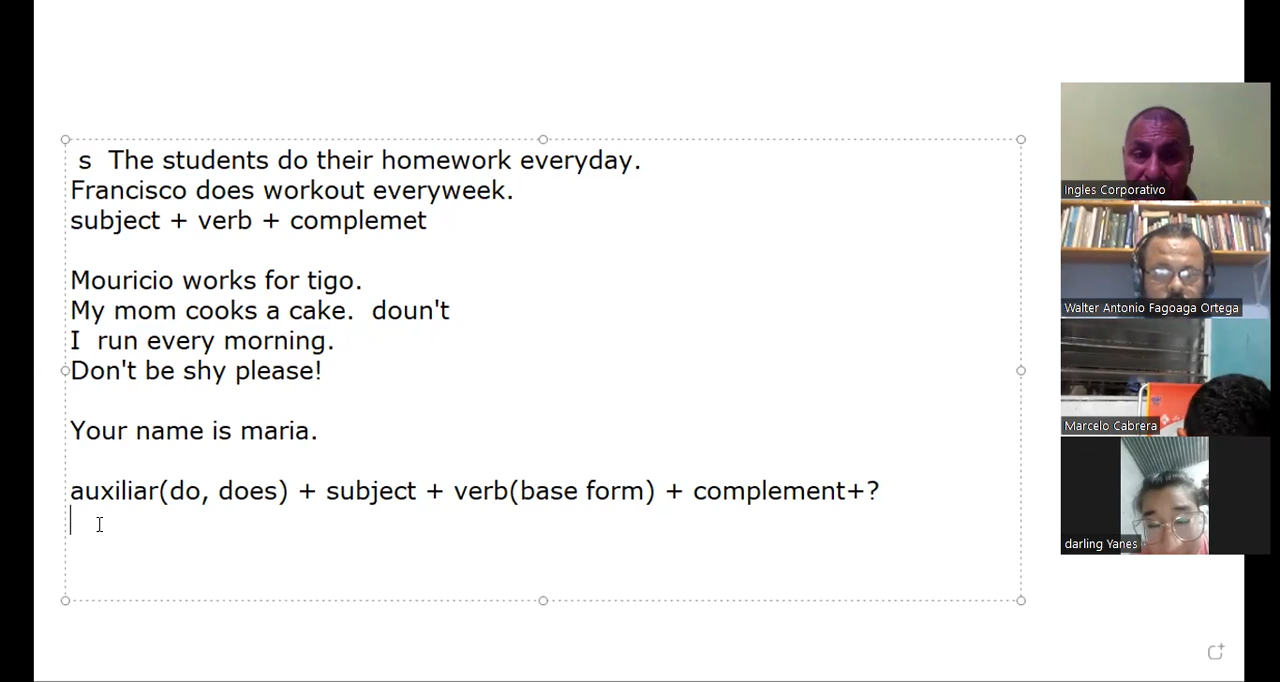 s The students do their homework everyday.
Francisco does workout everyweek.
subject + verb + complemet
Mouricio works for tigo.
My mom cooks a cake. doun't
I run every morning.
Don't be shy please!
Your name is maria.
auxiliar(do, does) + subject + verb(base form) + complement+?
Ingles Corporativo
Walter Antonio Fagoaga Ortega
Marcelo Cabrera
darling Yanes